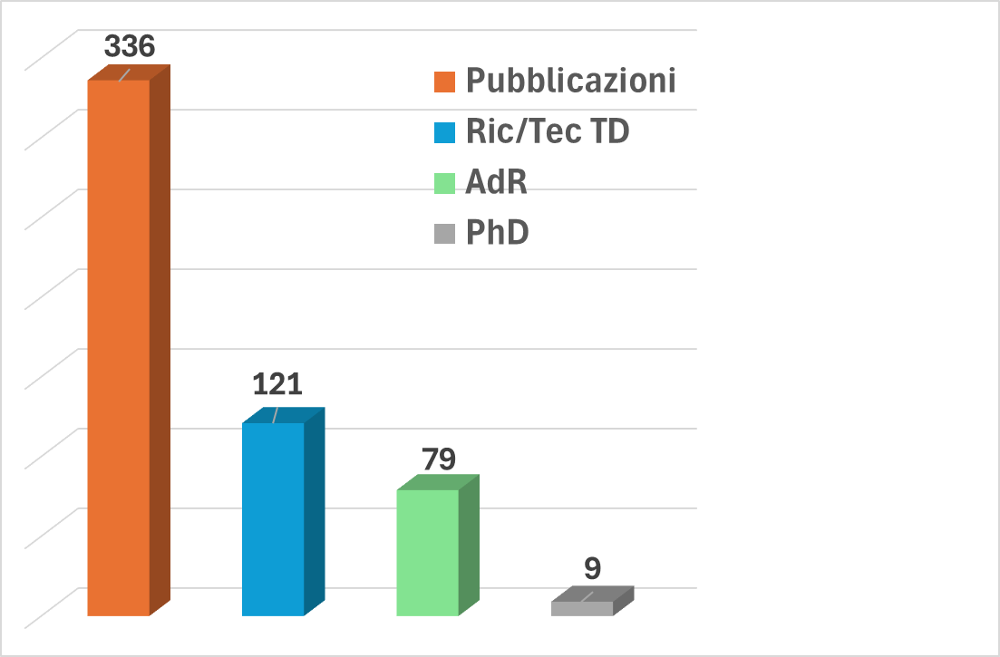 336
Pubblicazioni
Ric/Tec TD
AdR
PhD
121
79
9